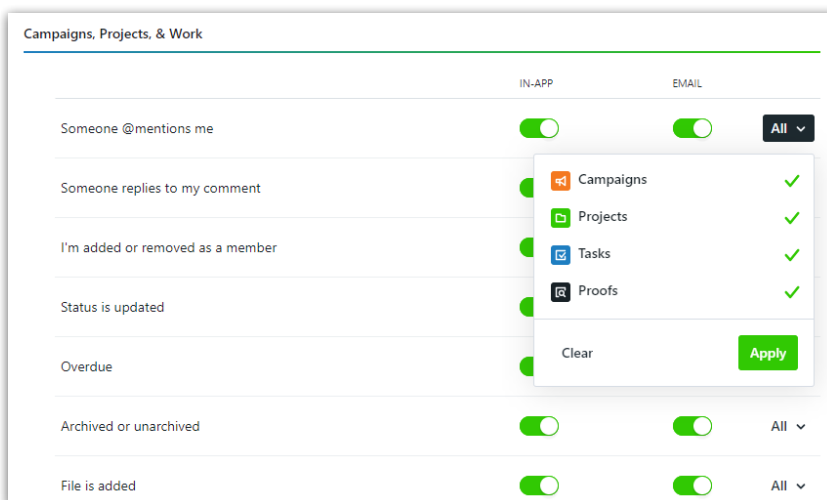 Campaigns, Projects, & Work
IN-APP EMAIL
Someone @mentions me All
Campaigns
Someone replies to my comment
Projects
I'm added or removed as a member
Tasks
Proofs
Status is updated
Clear Apply
Overdue
Archived or unarchived All
File is added All